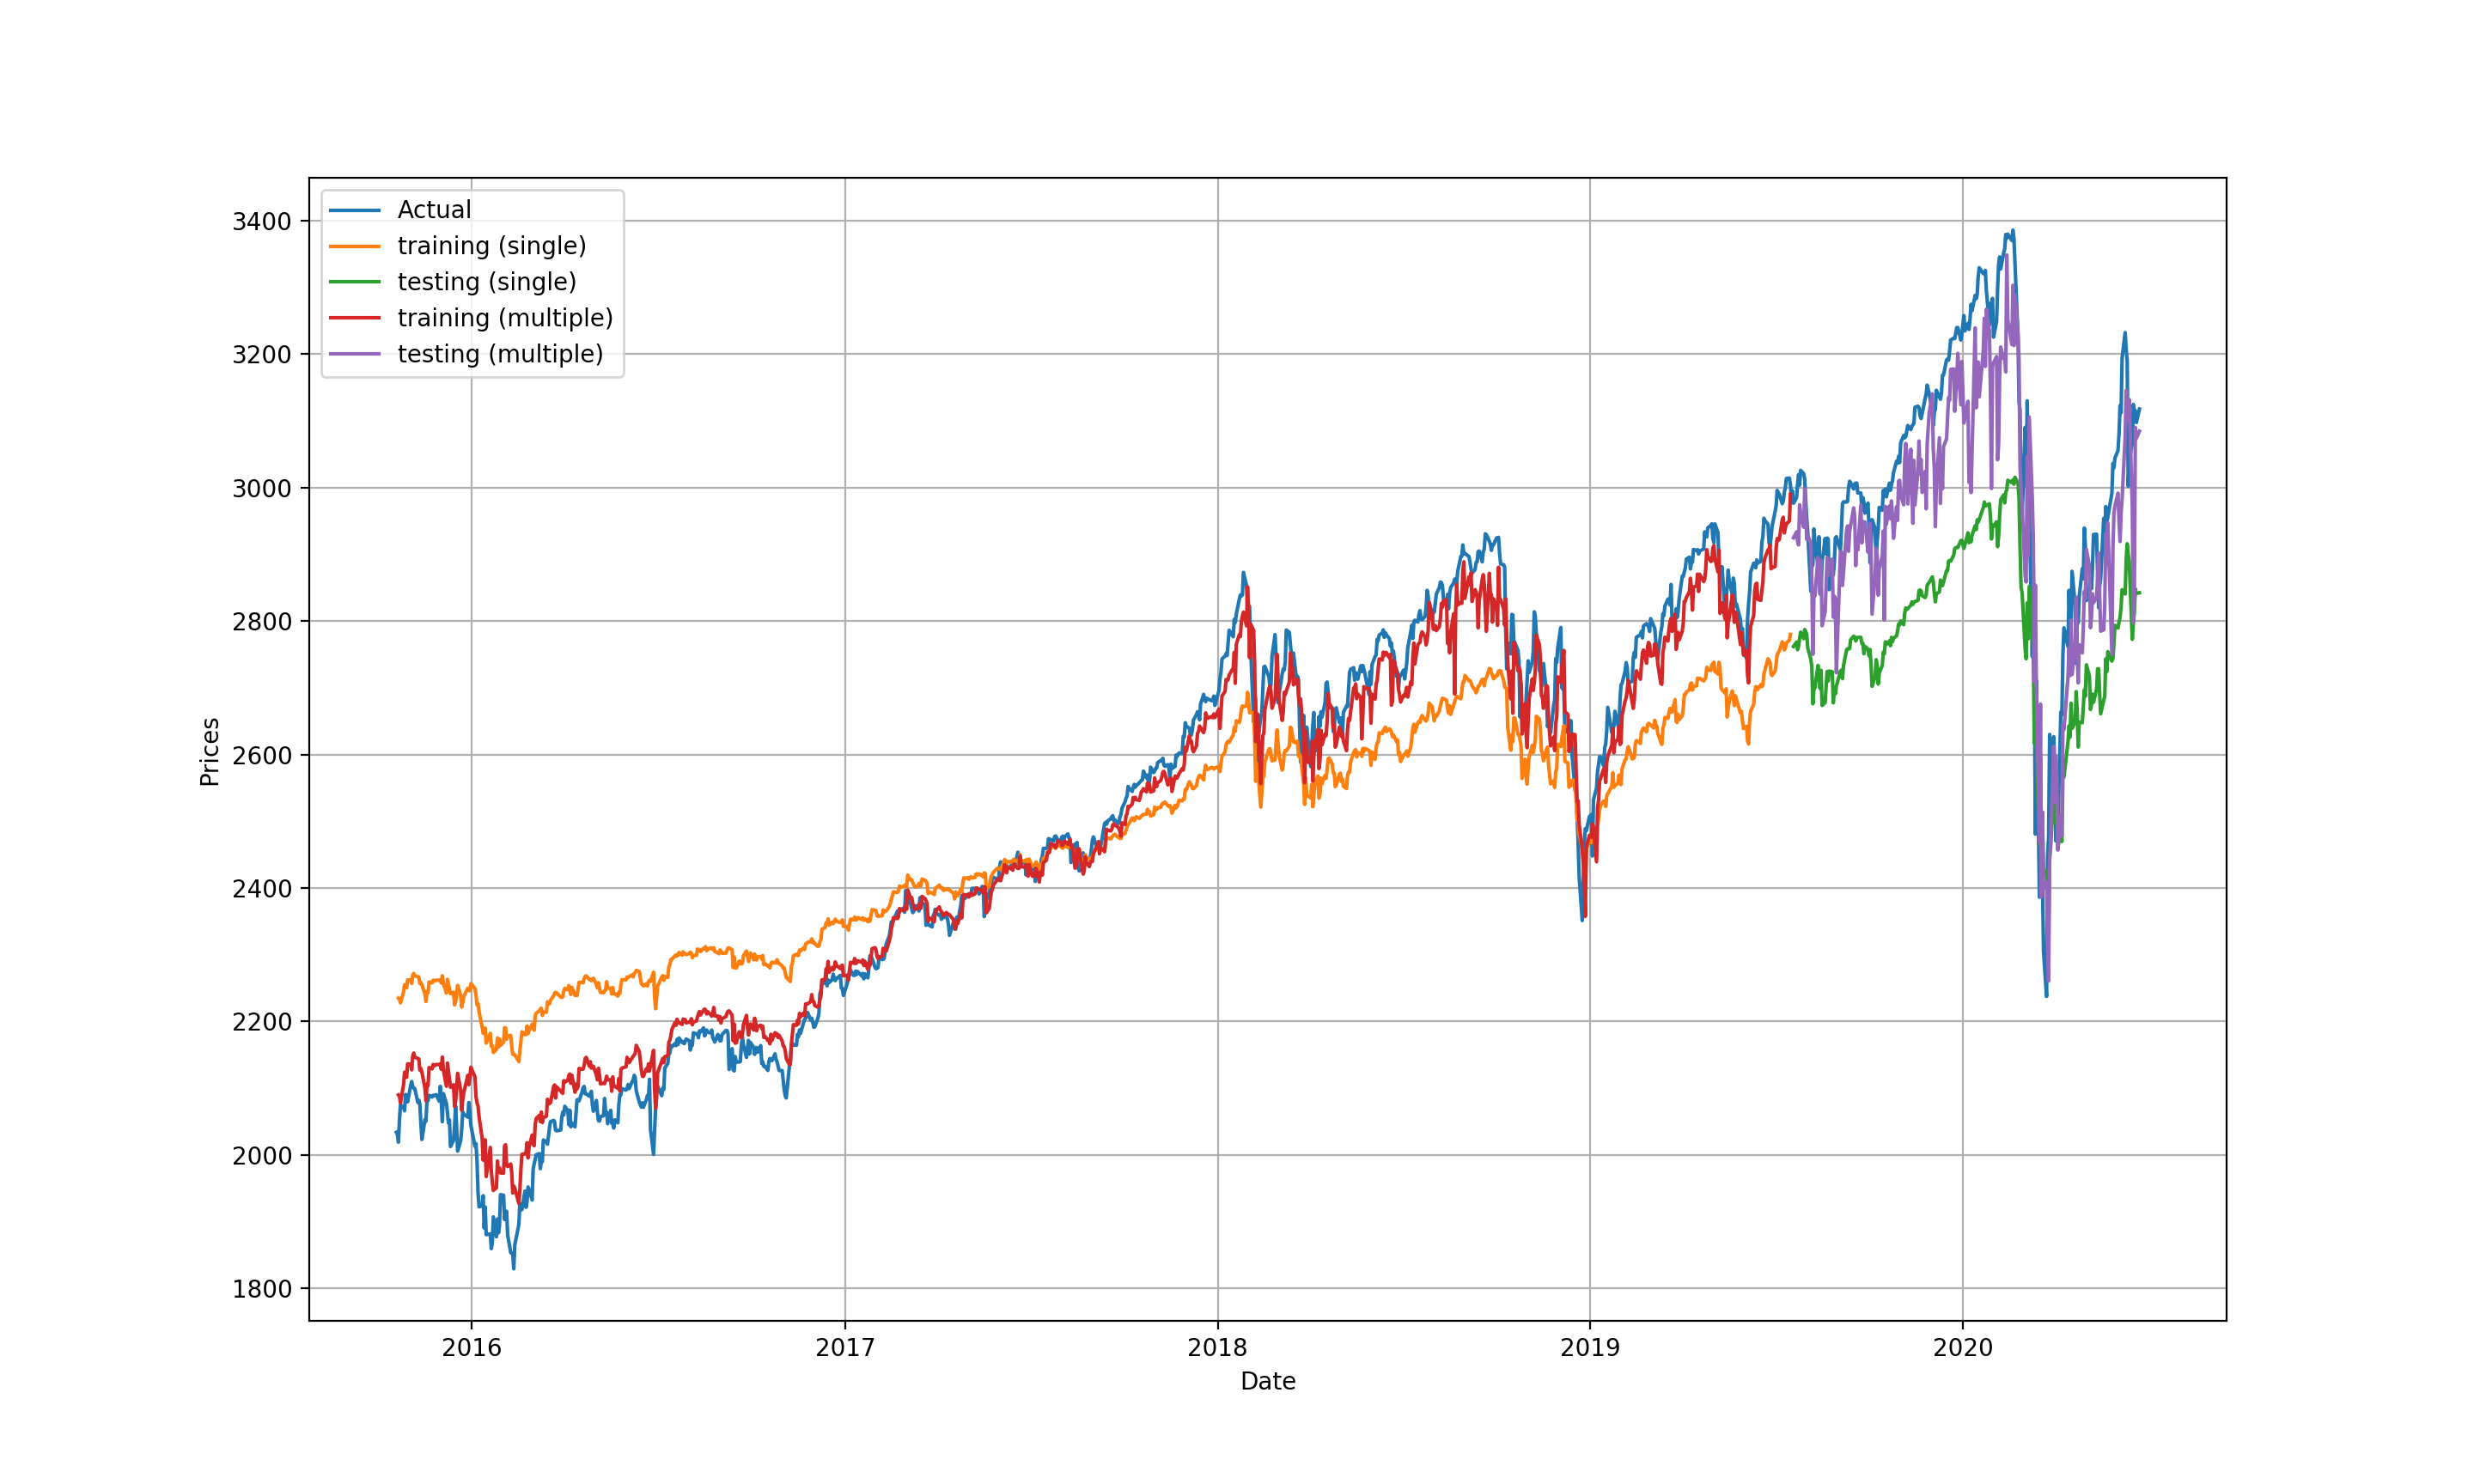 Actual
training (single)
testing (single)
training (multiple)
testing (multiple)
3400
3200
3000
2800
2600
2400
2200
2000
1800
Prices
2016 2017 2018 2019 2020
Date